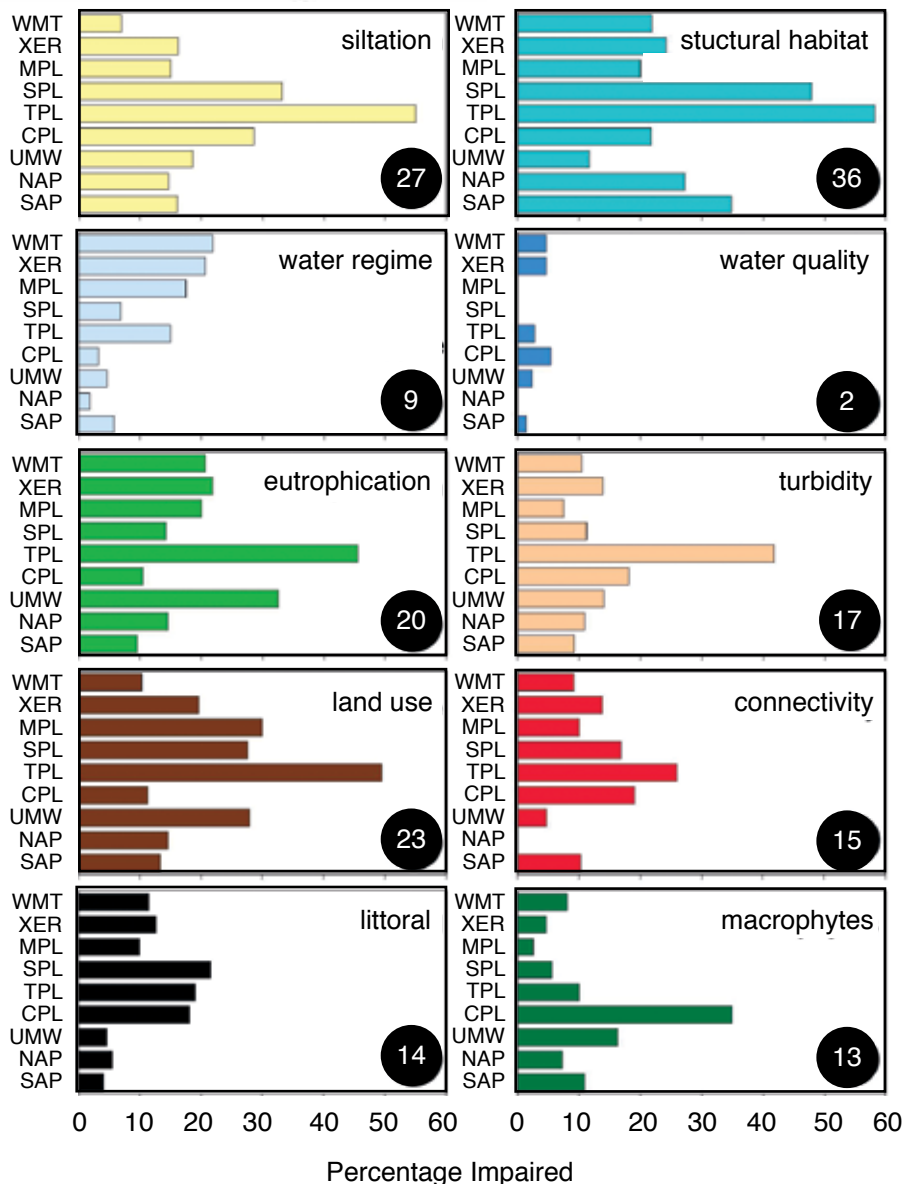 WMT
XER
MPL
SPL
TPL
CPL
UMW
NAP
SAP
siltation
27
WMT
XER
MPL
SPL
TPL
CPL
UMW
NAP
SAP
stuctural habitat
36
WMT
XER
MPL
SPL
TPL
CPL
UMW
NAP
SAP
water regime
9
WMT
XER
MPL
SPL
TPL
CPL
UMW
NAP
SAP
water quality
2
WMT
XER
MPL
SPL
TPL
CPL
UMW
NAP
SAP
eutrophication
20
WMT
XER
MPL
SPL
TPL
CPL
UMW
NAP
SAP
turbidity
17
WMT
XER
MPL
SPL
TPL
CPL
UMW
NAP
SAP
land use
23
WMT
XER
MPL
SPL
TPL
CPL
UMW
NAP
SAP
connectivity
15
WMT
XER
MPL
SPL
TPL
CPL
UMW
NAP
SAP
littoral
14
WMT
XER
MPL
SPL
TPL
CPL
UMW
NAP
SAP
macrophytes
13
0 10 20 30 40 50 60
0 10 20 30 40 50 60
Percentage Impaired